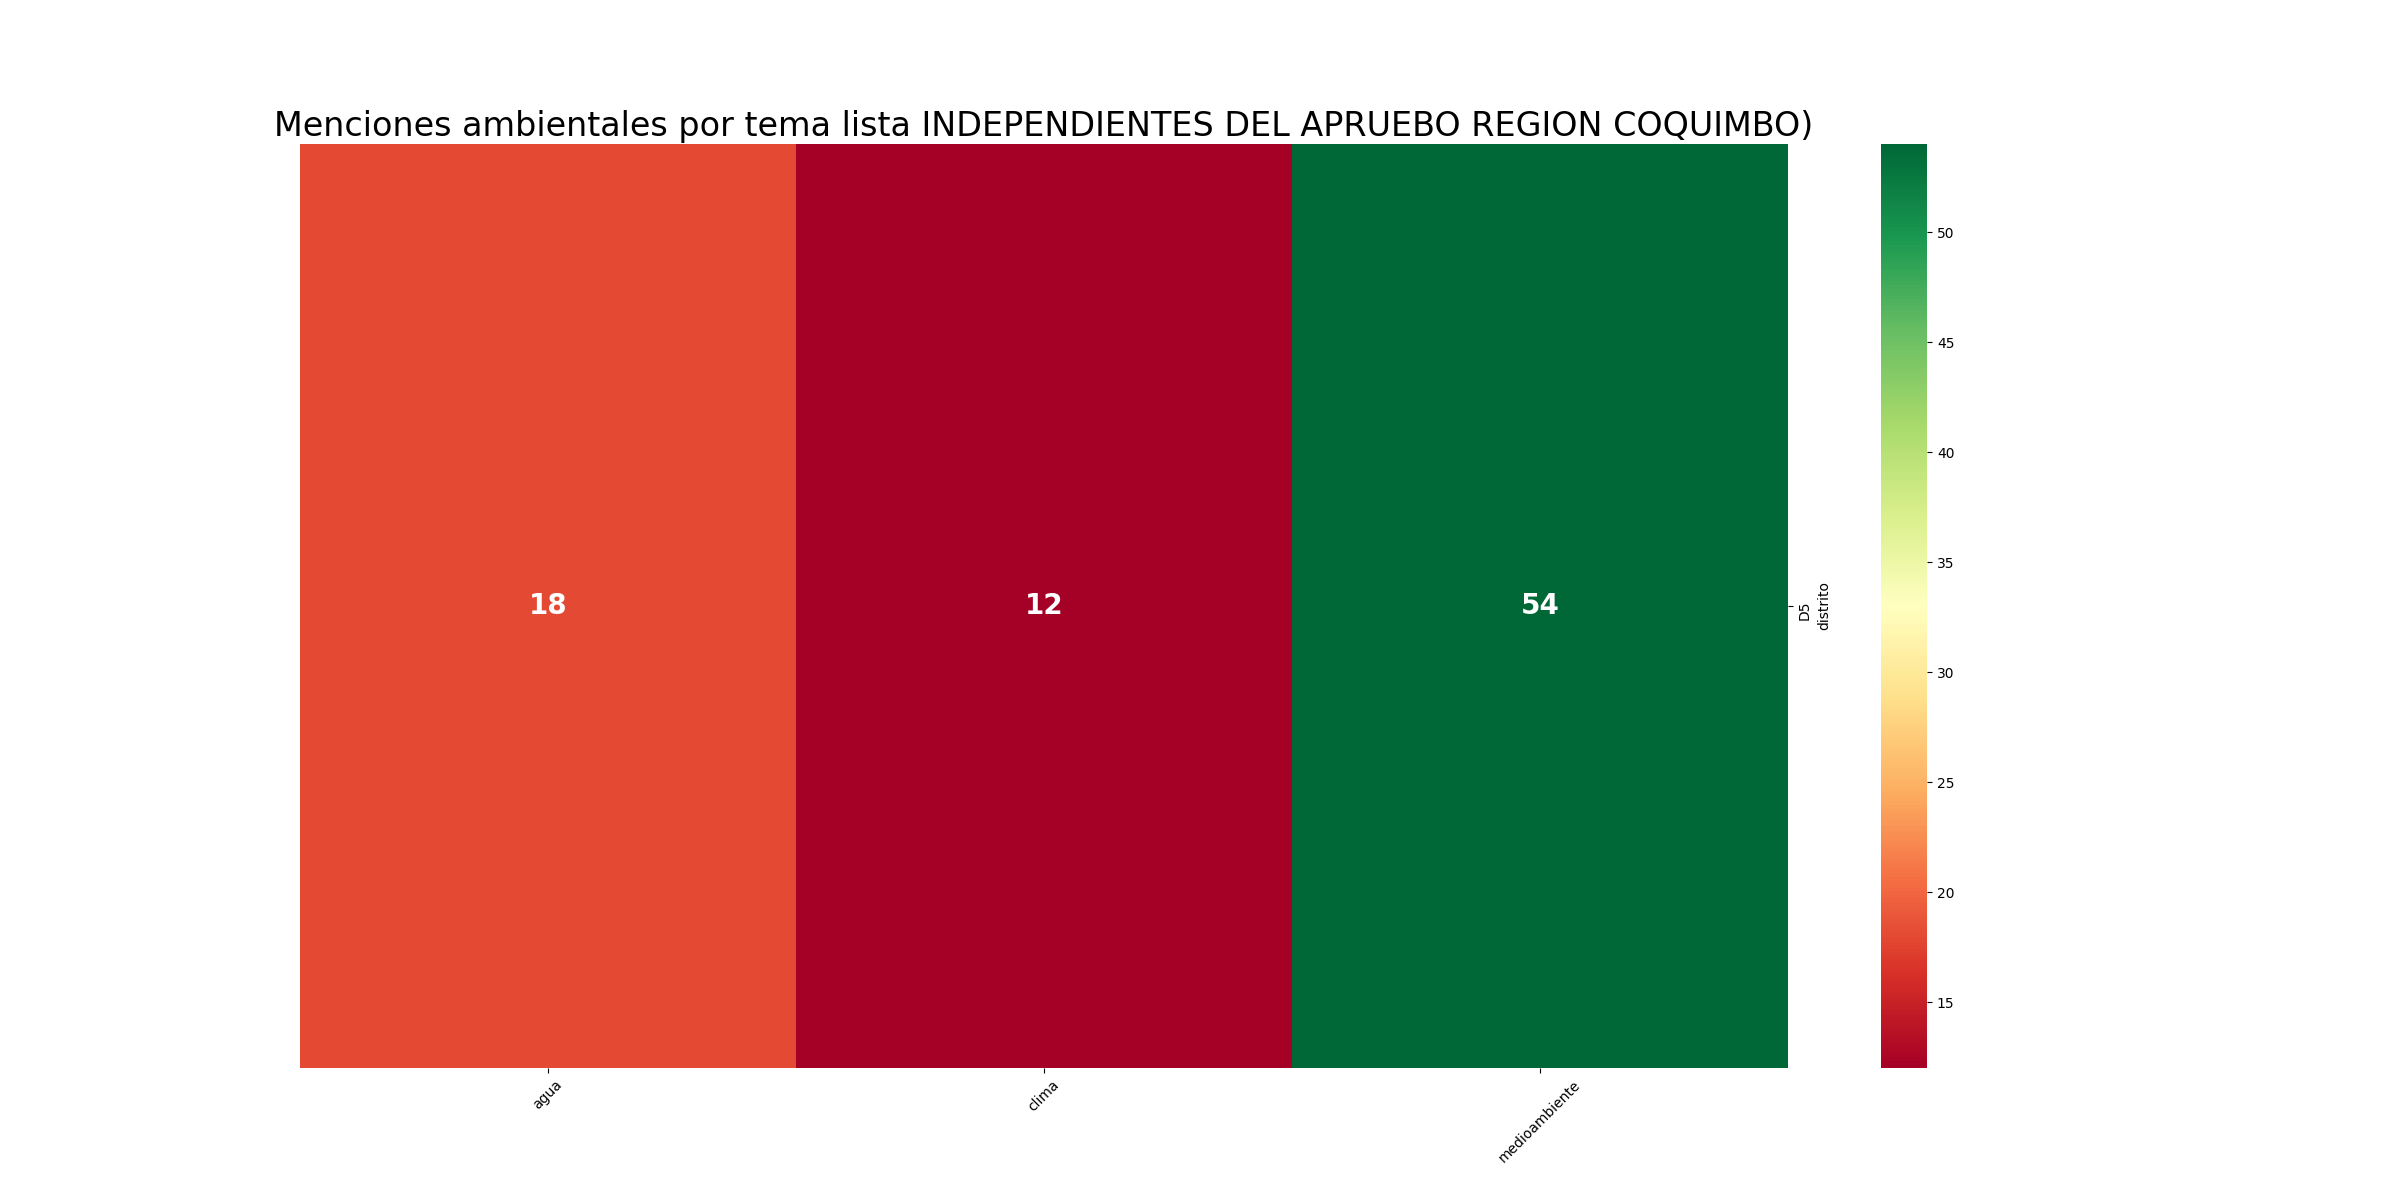 Menciones ambientales por tema lista INDEPENDIENTES DEL APRUEBO REGION COQUIMBO)
18
12
54
D5
distrito
agua
clima
medioambiente
50
45
40
35
30
25
20
15